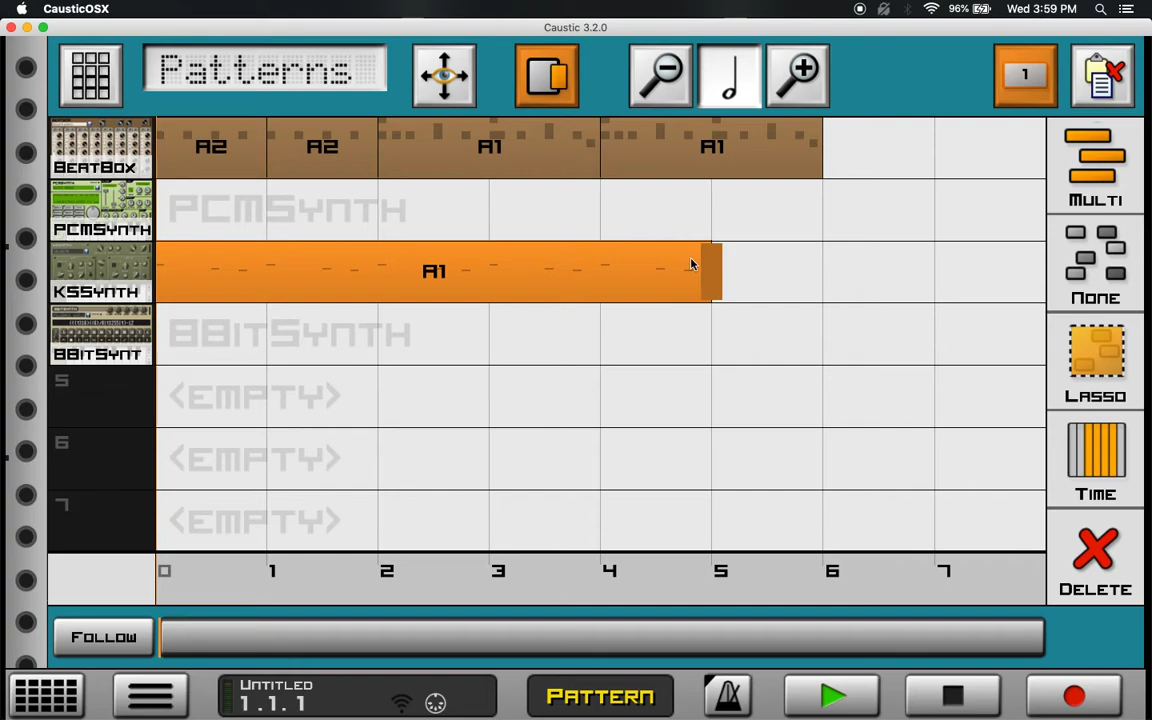 CausticOSX
96%
Wed 3:59 PM
Caustic 3.2.0
Patterns
1
BeatBox
A2
A2
A1
A1
PCMSynth
PCMSynth
KSSynth
A1
8BitSynt
8BitSynth
5
<Empty>
6
<Empty>
7
<Empty>
0 1 2 3 4 5 6 7
Multi
None
Lasso
Time
Delete
Follow
Untitled
1.1.1
Pattern